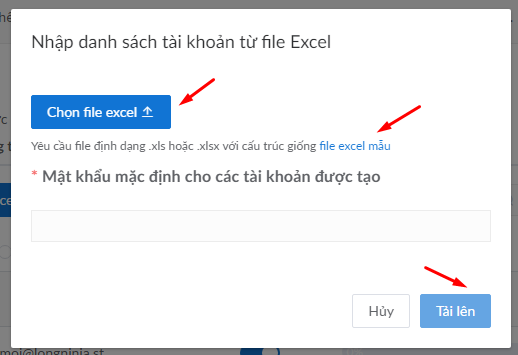 Nhập danh sách tài khoản từ file Excel
Chọn file excel
Yêu cầu file định dạng .xls hoặc .xlsx với cấu trúc giống file excel mẫu
* Mật khẩu mặc định cho các tài khoản được tạo
Hủy
Tải lên